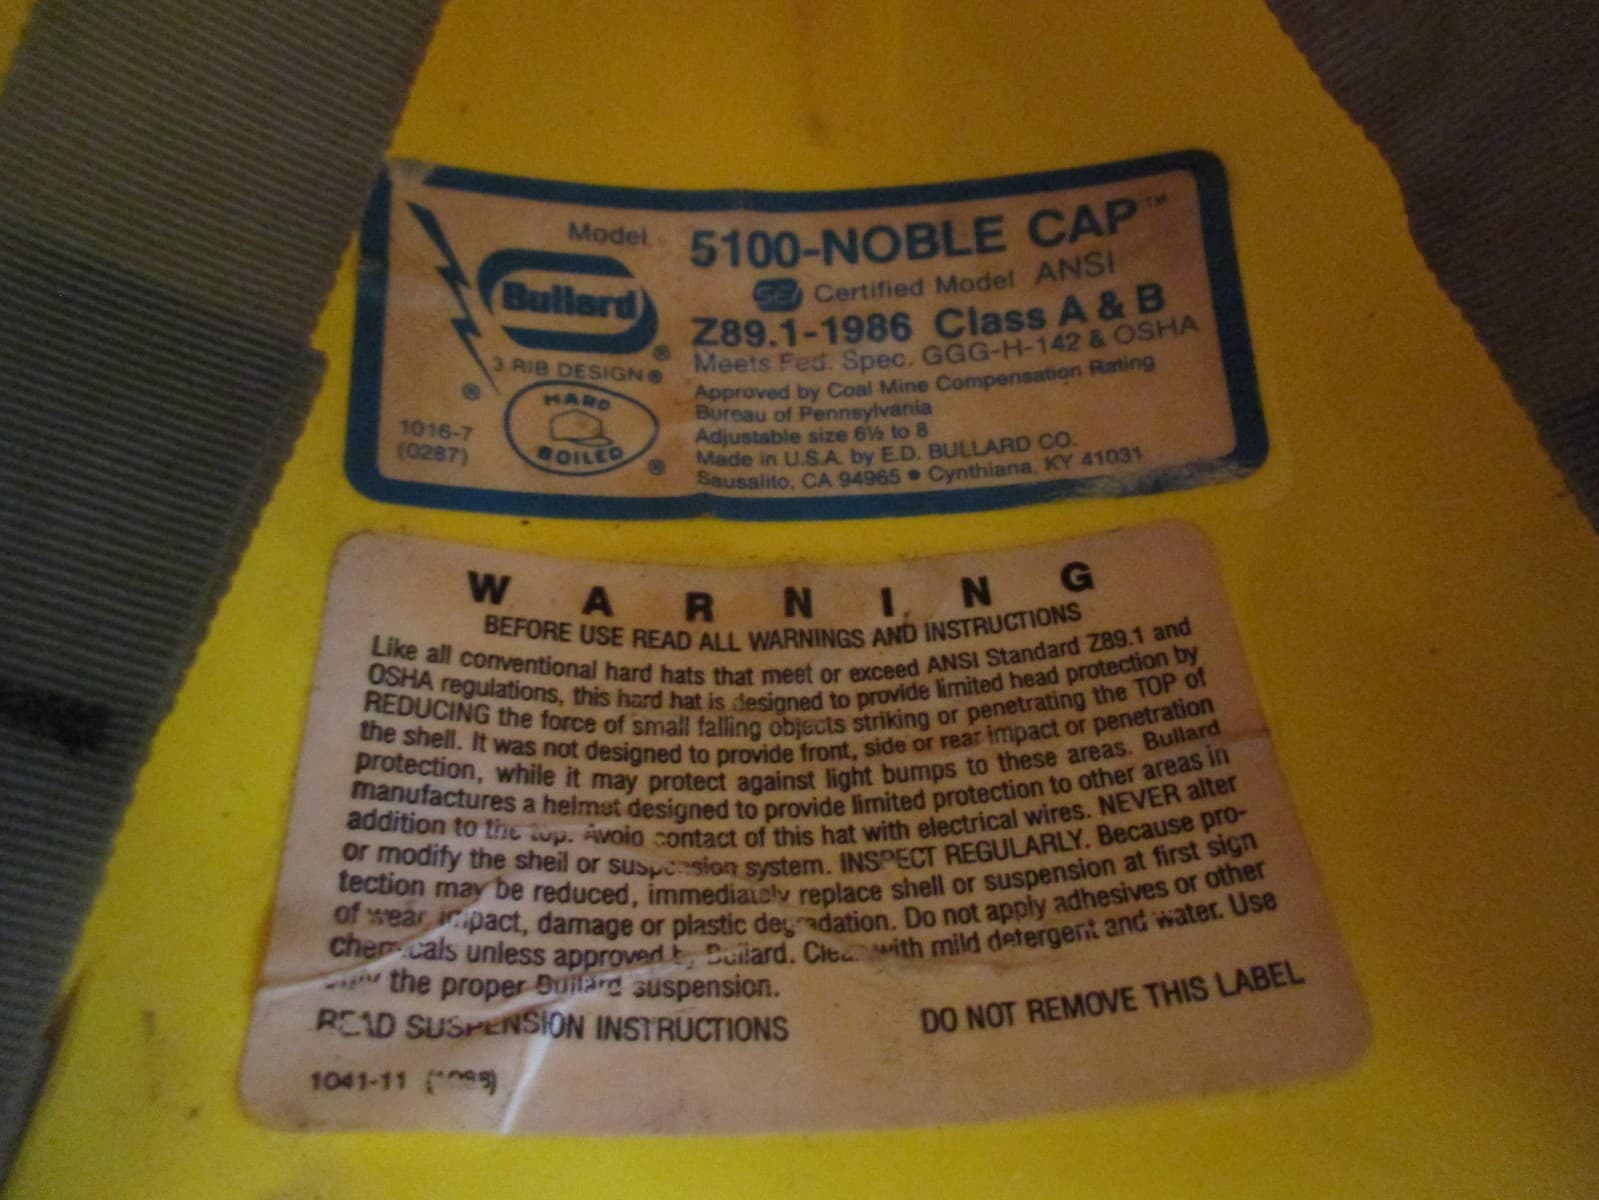 Model 5100-NOBLE CAP™
SEI Certified Model ANSI
Z89.1-1986 Class A & B
Meets Fed. Spec. GGG-H-142 & OSHA
Approved by Coal Mine Compensation Rating
Bureau of Pennsylvania
Adjustable size 6½ to 8
Made in U.S.A. by E.D. BULLARD CO.
Sausalito, CA 94965 • Cynthiana, KY 41031
Bullard®
3 RIB DESIGN®
®
HARD
BOILED ®
1016-7
(0287)
WARNING
BEFORE USE READ ALL WARNINGS AND INSTRUCTIONS
Like all conventional hard hats that meet or exceed ANSI Standard Z89.1 and
OSHA regulations, this hard hat is designed to provide limited head protection by
REDUCING the force of small falling objects striking or penetrating the TOP of
the shell. It was not designed to provide front, side or rear impact or penetration
protection, while it may protect against light bumps to these areas. Bullard
manufactures a helmet designed to provide limited protection to other areas in
addition to the top. Avoid contact of this hat with electrical wires. NEVER alter
or modify the shell or suspension system. INSPECT REGULARLY. Because pro-
tection may be reduced, immediately replace shell or suspension at first sign
of wear, impact, damage or plastic degradation. Do not apply adhesives or other
chemicals unless approved by Bullard. Clean with mild detergent and water. Use
the proper Bullard suspension.
READ SUSPENSION INSTRUCTIONS
DO NOT REMOVE THIS LABEL
1041-11